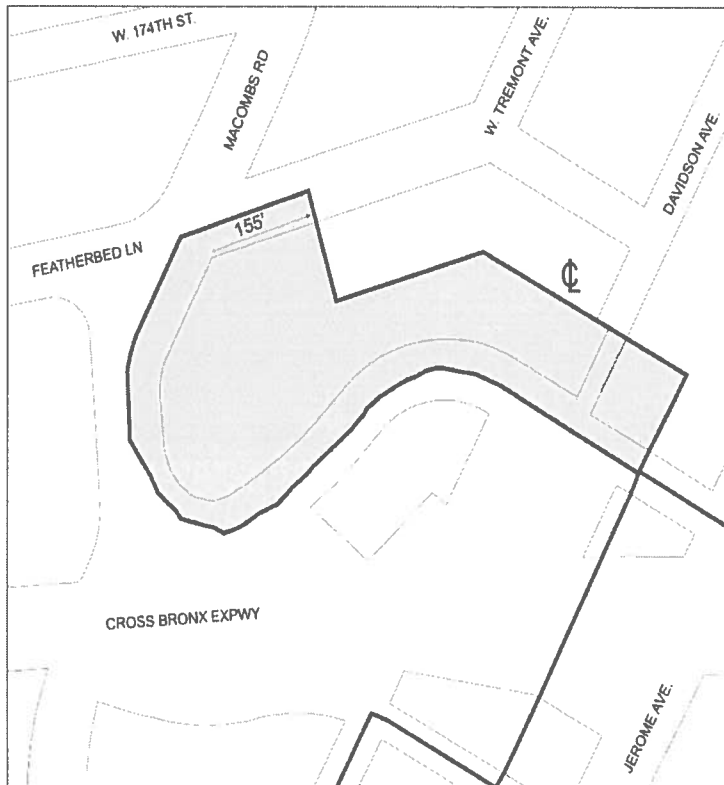 W. 174TH ST.
MACOMBS RD
W. TREMONT AVE.
DAVIDSON AVE.
155'
FEATHERBED LN
℄
CROSS BRONX EXPWY
JEROME AVE.